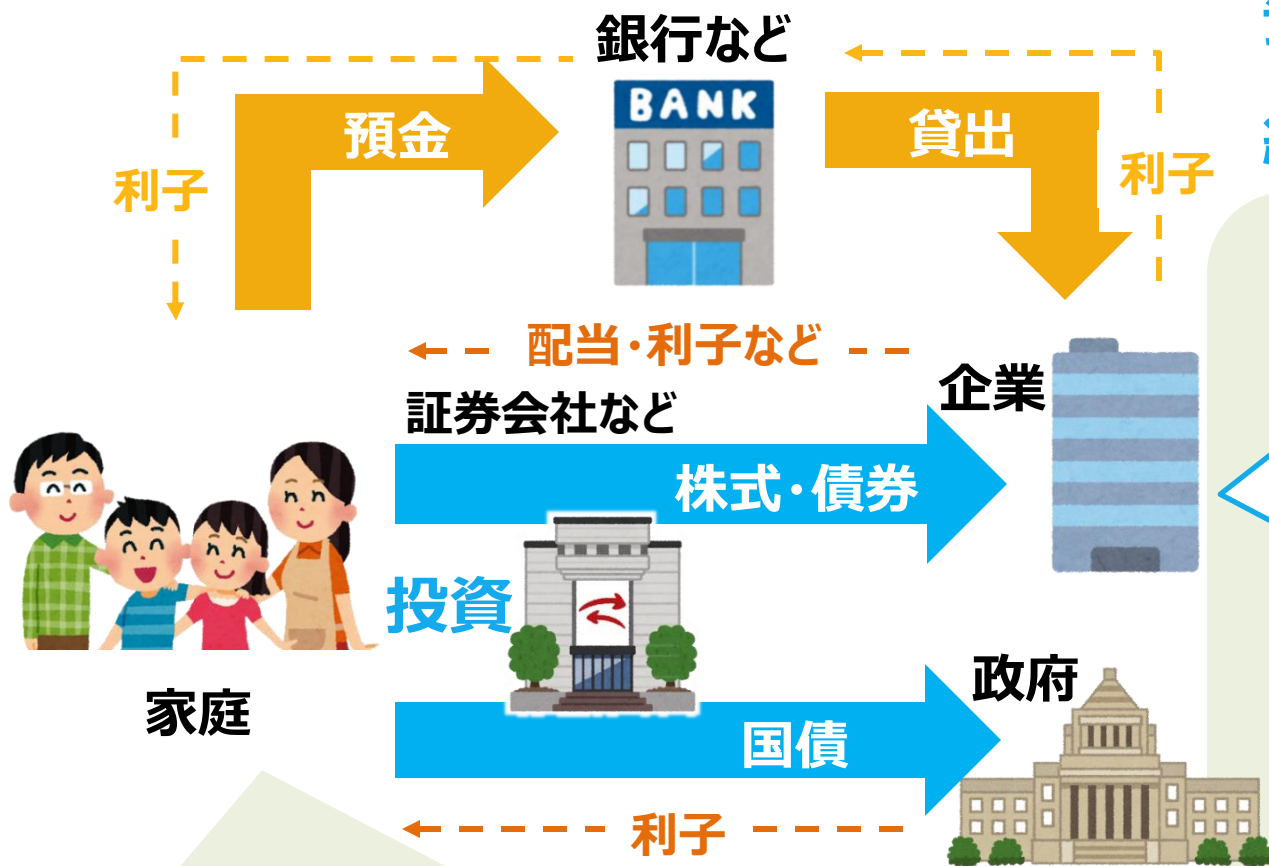 銀行など
BANK
預金
貸出
利子
利子
配当・利子など
企業
証券会社など
株式・債券
投資
政府
家庭
国債
利子